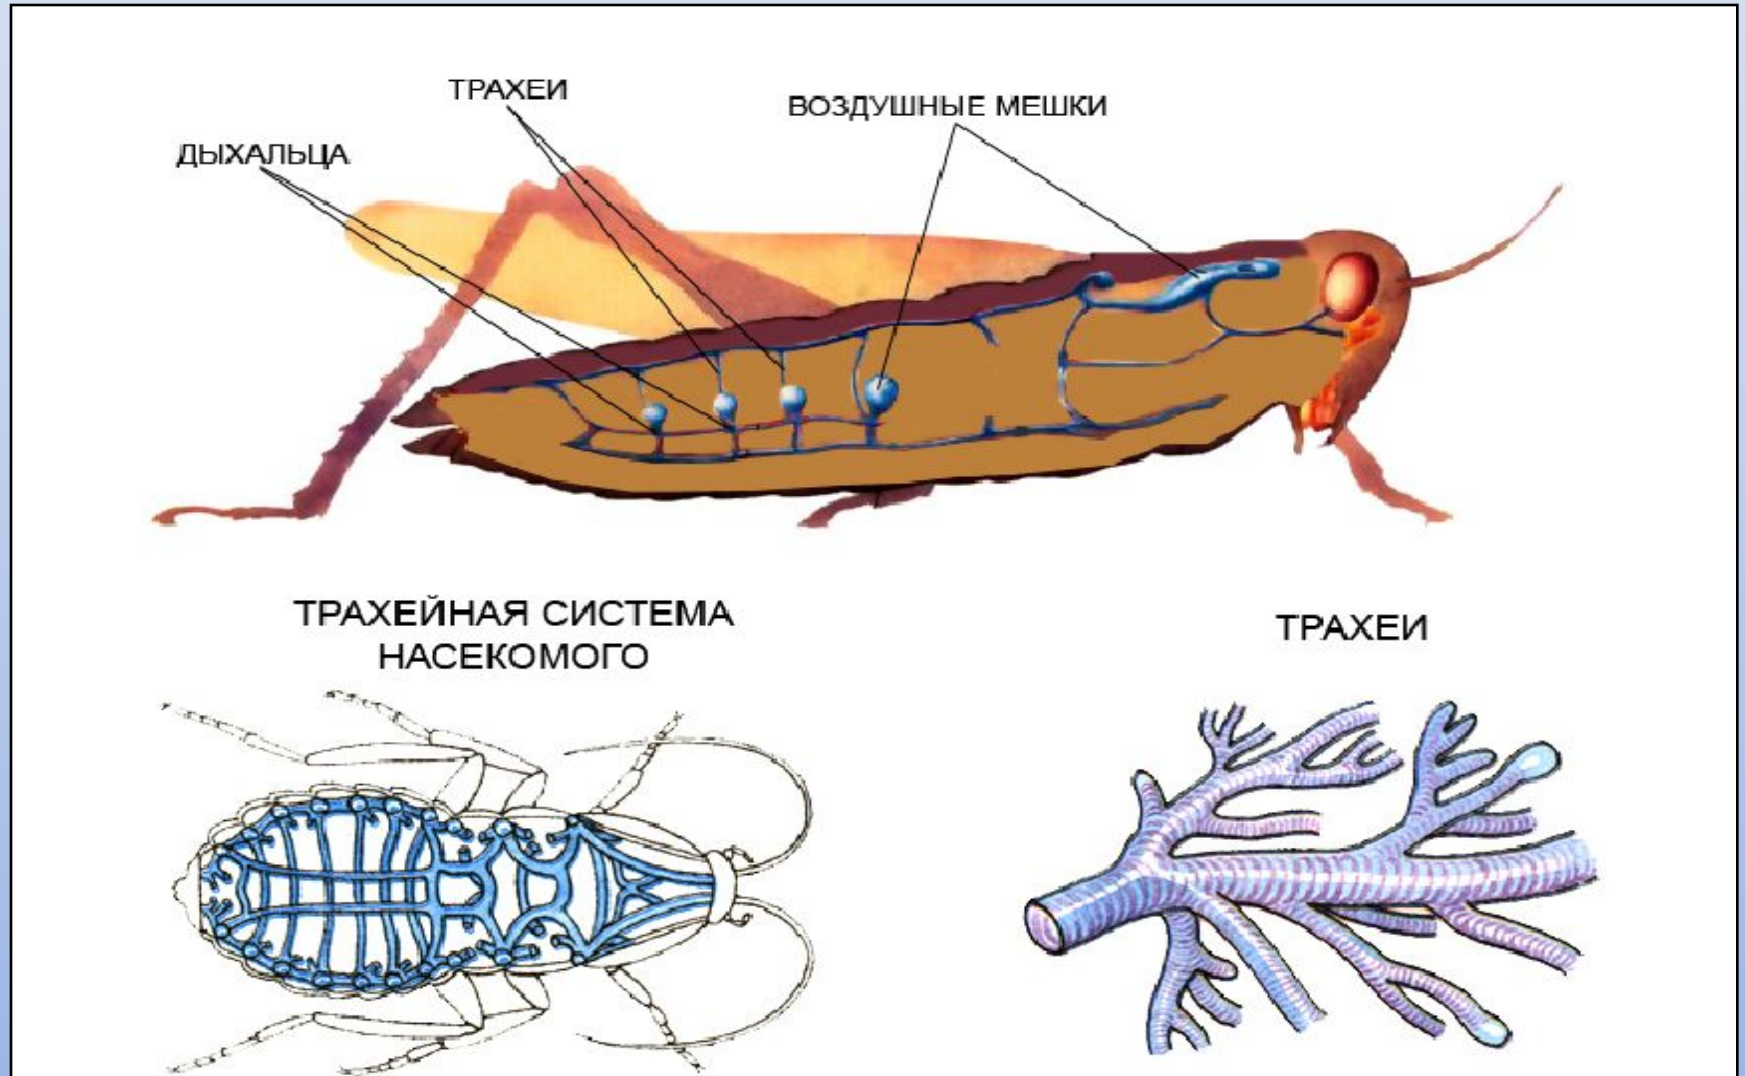 ТРАХЕИ
ВОЗДУШНЫЕ МЕШКИ
ДЫХАЛЬЦА
ТРАХЕЙНАЯ СИСТЕМА
НАСЕКОМОГО
ТРАХЕИ